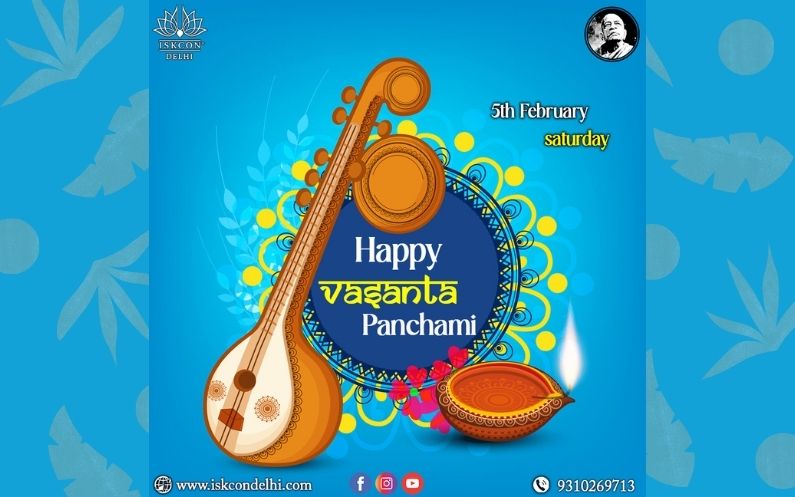 ISKCON
DELHI
5th February
saturday
Happy
vasanta
Panchami
www.iskcondelhi.com
9310269713